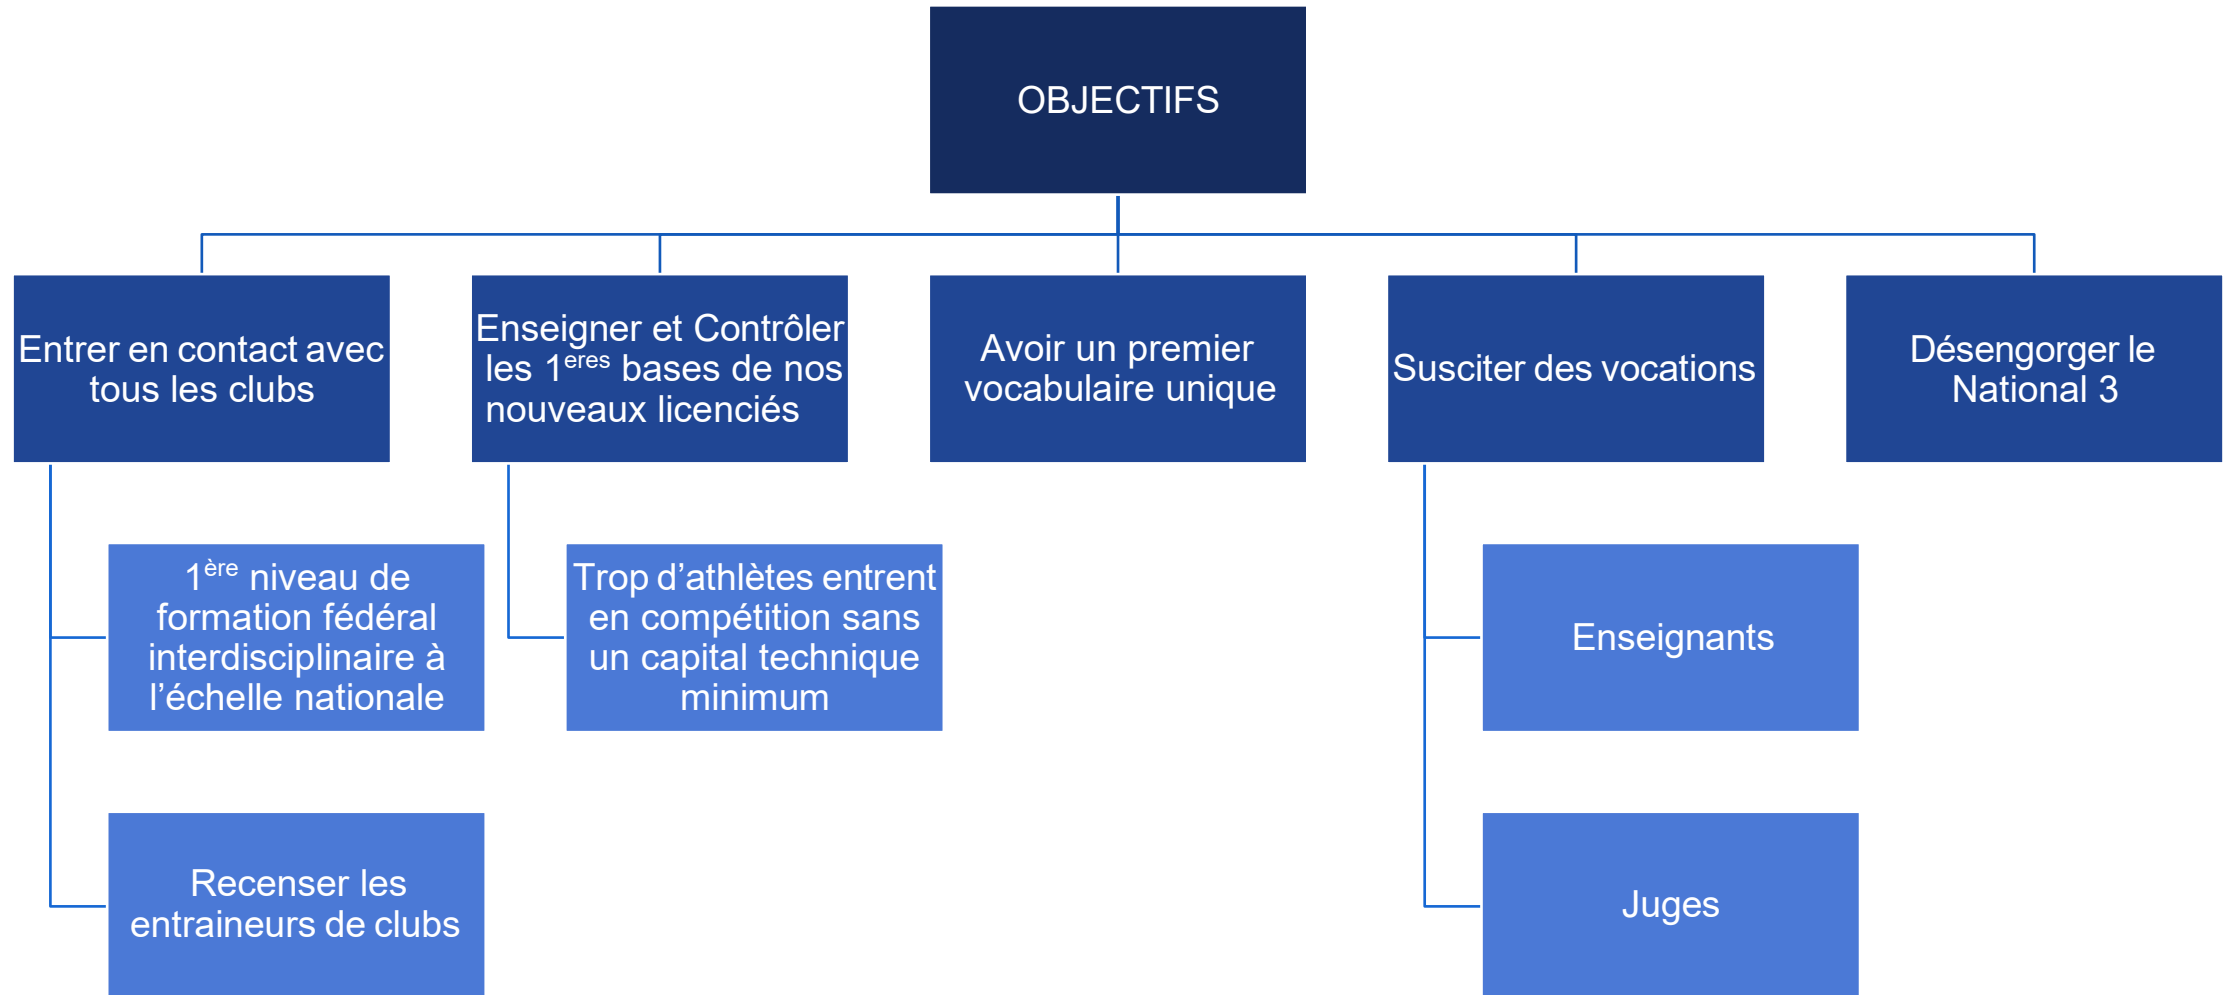 OBJECTIFS
Entrer en contact avec
tous les clubs
Enseigner et Contrôler
les 1eres bases de nos
nouveaux licenciés
Avoir un premier
vocabulaire unique
Susciter des vocations
Désengorger le
National 3
1ère niveau de
formation fédéral
interdisciplinaire à
l’échelle nationale
Trop d’athlètes entrent
en compétition sans
un capital technique
minimum
Enseignants
Recenser les
entraineurs de clubs
Juges